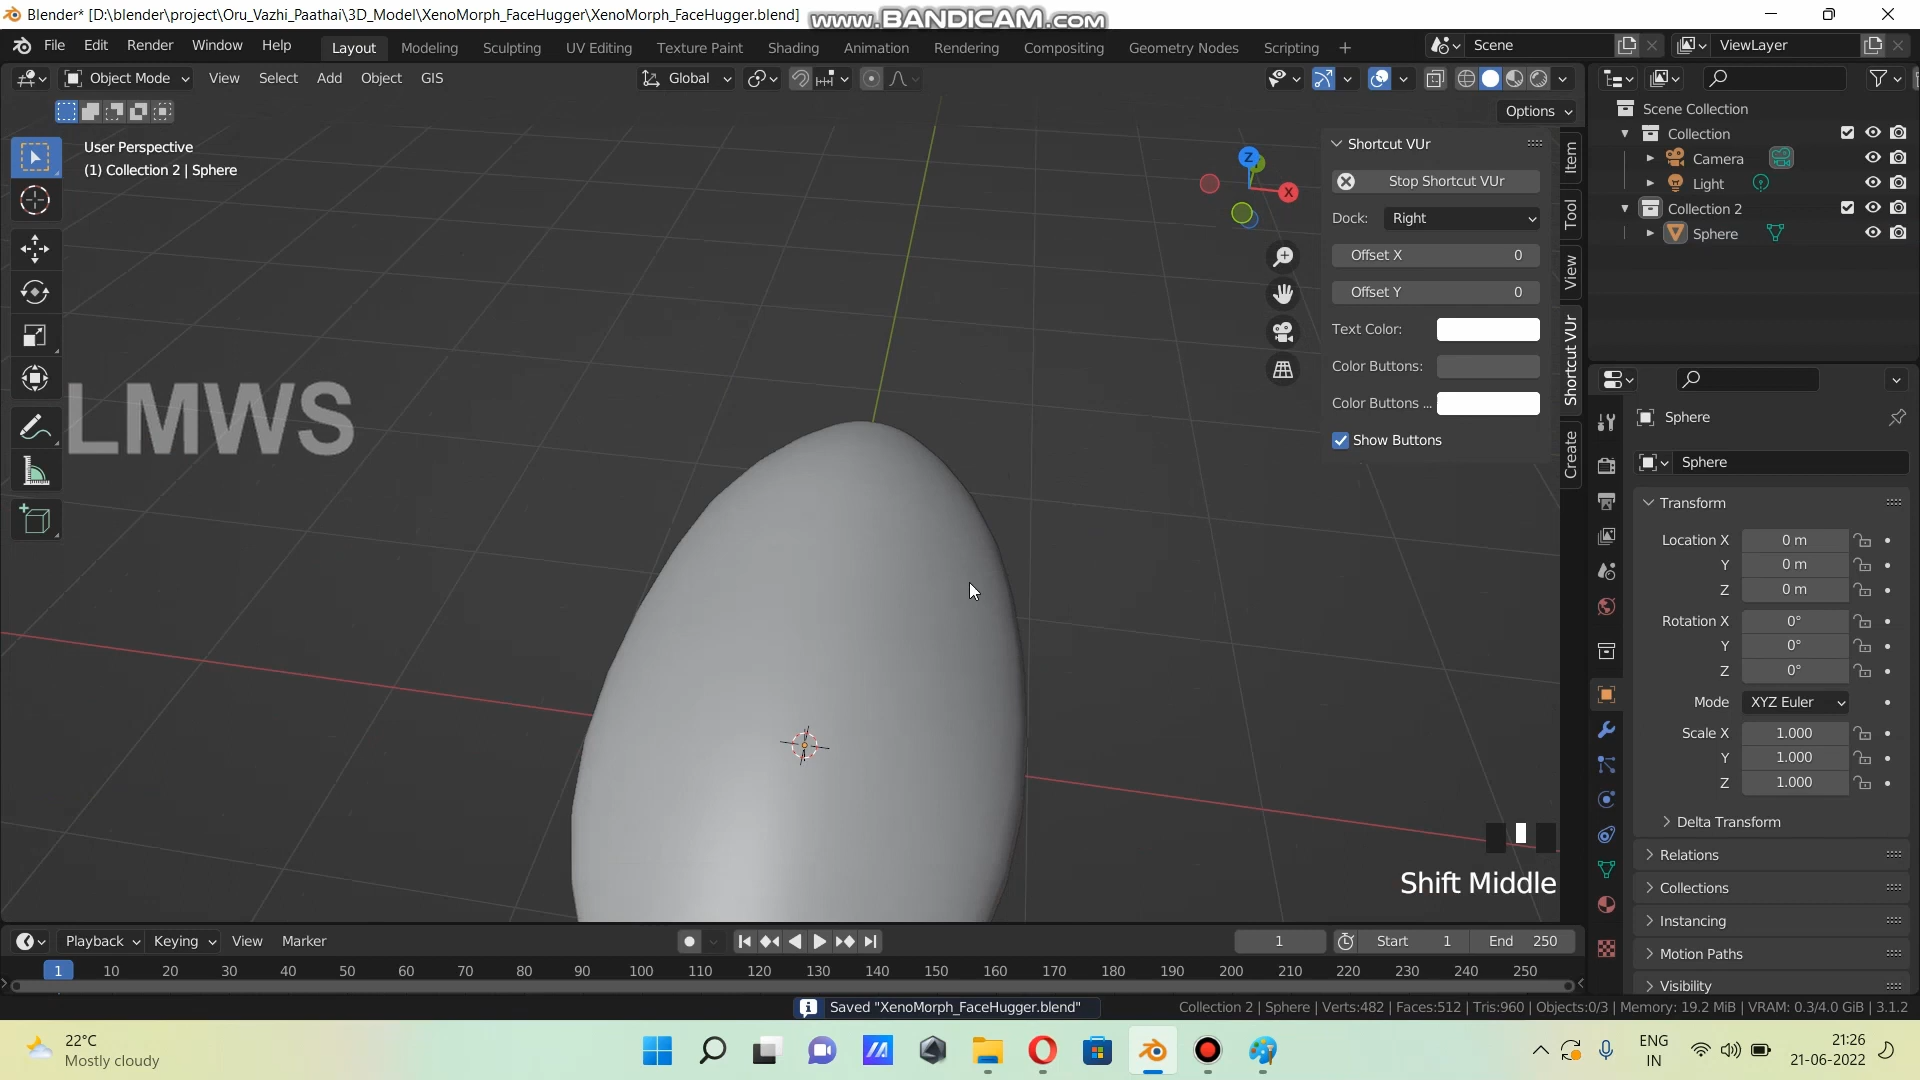 Blender* [D:\blender\project\Oru_Vazhi_Paathai\3D_Model\XenoMorph_FaceHugger\XenoMorph_FaceHugger.blend]
www.BANDICAM.com
File Edit Render Window Help
Layout Modeling Sculpting UV Editing Texture Paint Shading Animation Rendering Compositing Geometry Nodes Scripting +
Scene
ViewLayer
Object Mode View Select Add Object GIS
Global
Options
User Perspective
(1) Collection 2 | Sphere
LMWS
Z
X
Shortcut VUr
Stop Shortcut VUr
Dock: Right
Offset X 0
Offset Y 0
Text Color:
Color Buttons:
Color Buttons ...
Show Buttons
Item
Tool
View
Shortcut VUr
Create
Shift Middle
Scene Collection
Collection
Camera
Light
Collection 2
Sphere
Sphere
Sphere
Transform
Location X 0 m
Y 0 m
Z 0 m
Rotation X 0°
Y 0°
Z 0°
Mode XYZ Euler
Scale X 1.000
Y 1.000
Z 1.000
Delta Transform
Relations
Collections
Instancing
Motion Paths
Visibility
Playback Keying View Marker
1
Start 1
End 250
1 10 20 30 40 50 60 70 80 90 100 110 120 130 140 150 160 170 180 190 200 210 220 230 240 250
Saved "XenoMorph_FaceHugger.blend"
Collection 2 | Sphere | Verts:482 | Faces:512 | Tris:960 | Objects:0/3 | Memory: 19.2 MiB | VRAM: 0.3/4.0 GiB | 3.1.2
22°C
Mostly cloudy
ENG
IN
21:26
21-06-2022